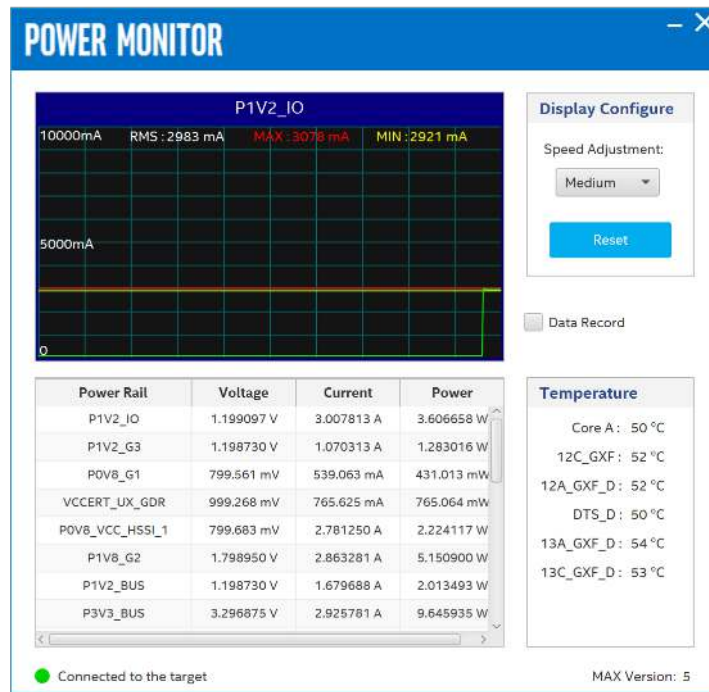 POWER MONITOR
P1V2_IO
10000mA RMS : 2983 mA MAX : 3078 mA MIN : 2921 mA
5000mA
0
Display Configure
Speed Adjustment:
Medium
Reset
Data Record
Power Rail Voltage Current Power
P1V2_IO 1.199097 V 3.007813 A 3.606658 W
P1V2_G3 1.198730 V 1.070313 A 1.283016 W
P0V8_G1 799.561 mV 539.063 mA 431.013 mW
VCCERT_UX_GDR 999.268 mV 765.625 mA 765.064 mW
P0V8_VCC_HSSI_1 799.683 mV 2.781250 A 2.224117 W
P1V8_G2 1.798950 V 2.863281 A 5.150900 W
P1V2_BUS 1.198730 V 1.679688 A 2.013493 W
P3V3_BUS 3.296875 V 2.925781 A 9.645935 W
Temperature
Core A : 50 °C
12C_GXF : 52 °C
12A_GXF_D : 52 °C
DTS_D : 50 °C
13A_GXF_D : 54 °C
13C_GXF_D : 53 °C
Connected to the target
MAX Version: 5